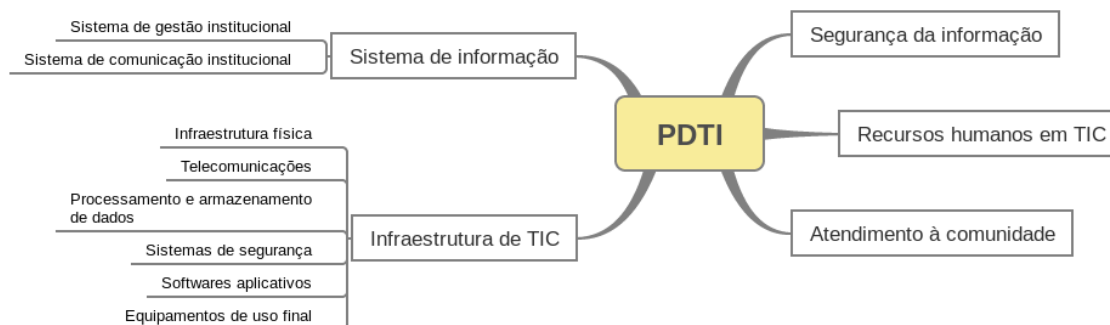 Sistema de gestão institucional
Sistema de comunicação institucional
Sistema de informação
Infraestrutura física
Telecomunicações
Processamento e armazenamento
de dados
Sistemas de segurança
Softwares aplicativos
Equipamentos de uso final
Infraestrutura de TIC
PDTI
Segurança da informação
Recursos humanos em TIC
Atendimento à comunidade